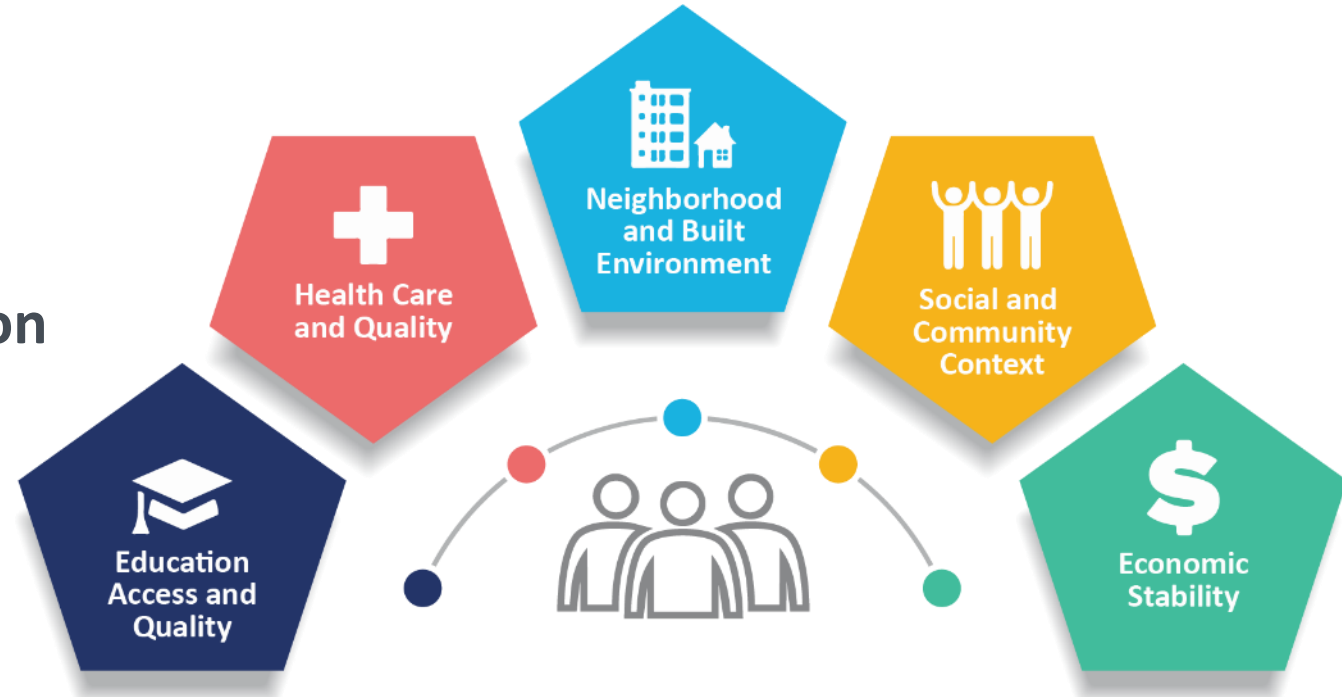 Neighborhood
and Built
Environment
Health Care
and Quality
Social and
Community
Context
on
Education
Access and
Quality
$
Economic
Stability